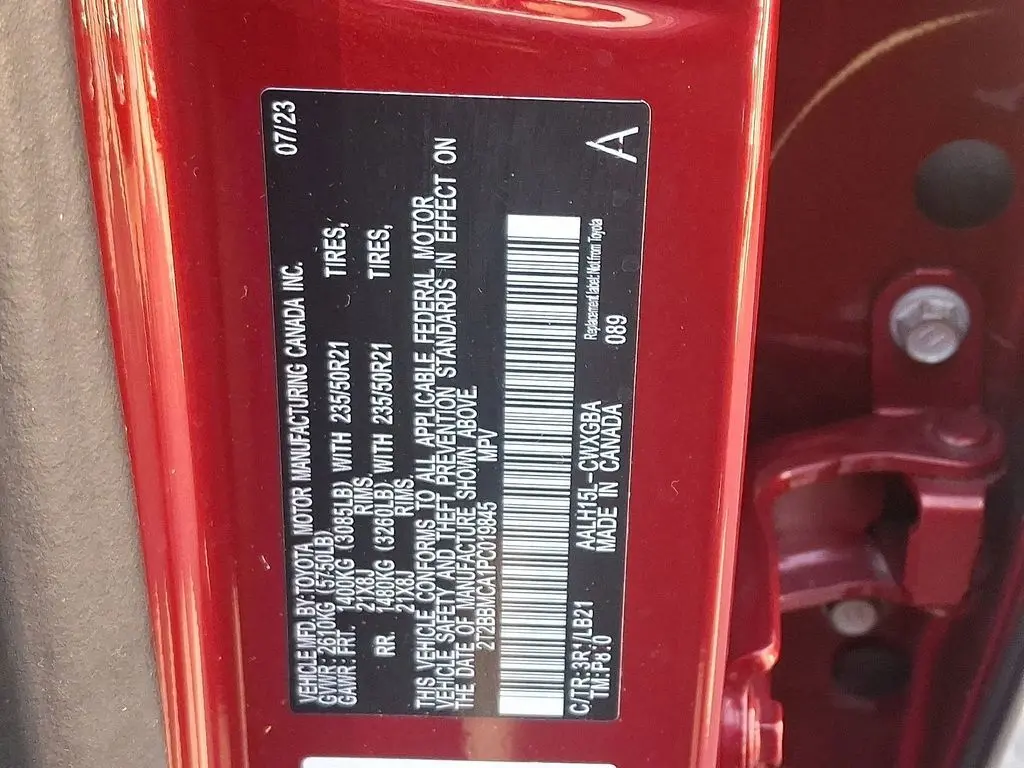 VEHICLE MFD.BY:TOYOTA MOTOR MANUFACTURING CANADA INC. 07/23
GVWR: 2610KG (5750LB)
GAWR: FRT. 1400KG (3085LB) WITH 235/50R21 TIRES,
21X8J RIMS.
RR. 1480KG (3260LB) WITH 235/50R21 TIRES,
21X8J RIMS.
THIS VEHICLE CONFORMS TO ALL APPLICABLE FEDERAL MOTOR
VEHICLE SAFETY AND THEFT PREVENTION STANDARDS IN EFFECT ON
THE DATE OF MANUFACTURE SHOWN ABOVE.
MPV
Replacement label: Not from Toyota
C/TR:3R1/LB21 AALH15L-CWXGBA 089
TM:P810 MADE IN CANADA
A